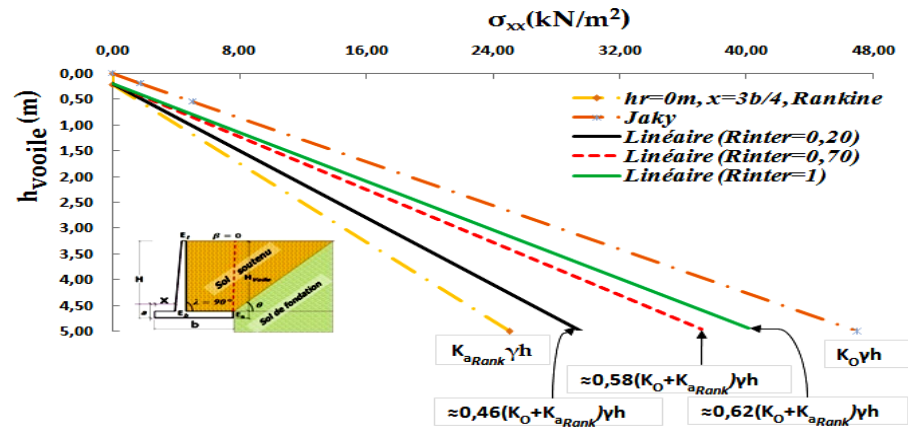 σxx(kN/m²)
0,00 8,00 16,00 24,00 32,00 40,00 48,00
hvoile (m)
0,00
0,50
1,00
1,50
2,00
2,50
3,00
3,50
4,00
4,50
5,00
hr=0m, x=3b/4, Rankine
Jaky
Linéaire (Rinter=0,20)
Linéaire (Rinter=0,70)
Linéaire (Rinter=1)
β = 0
H
Sol soutenu
λ = 90°
θ
X
e
b
Sol de fondation
KaRank γh
KO γh
≈0,58(KO+KaRank)γh
≈0,46(KO+KaRank)γh
≈0,62(KO+KaRank)γh